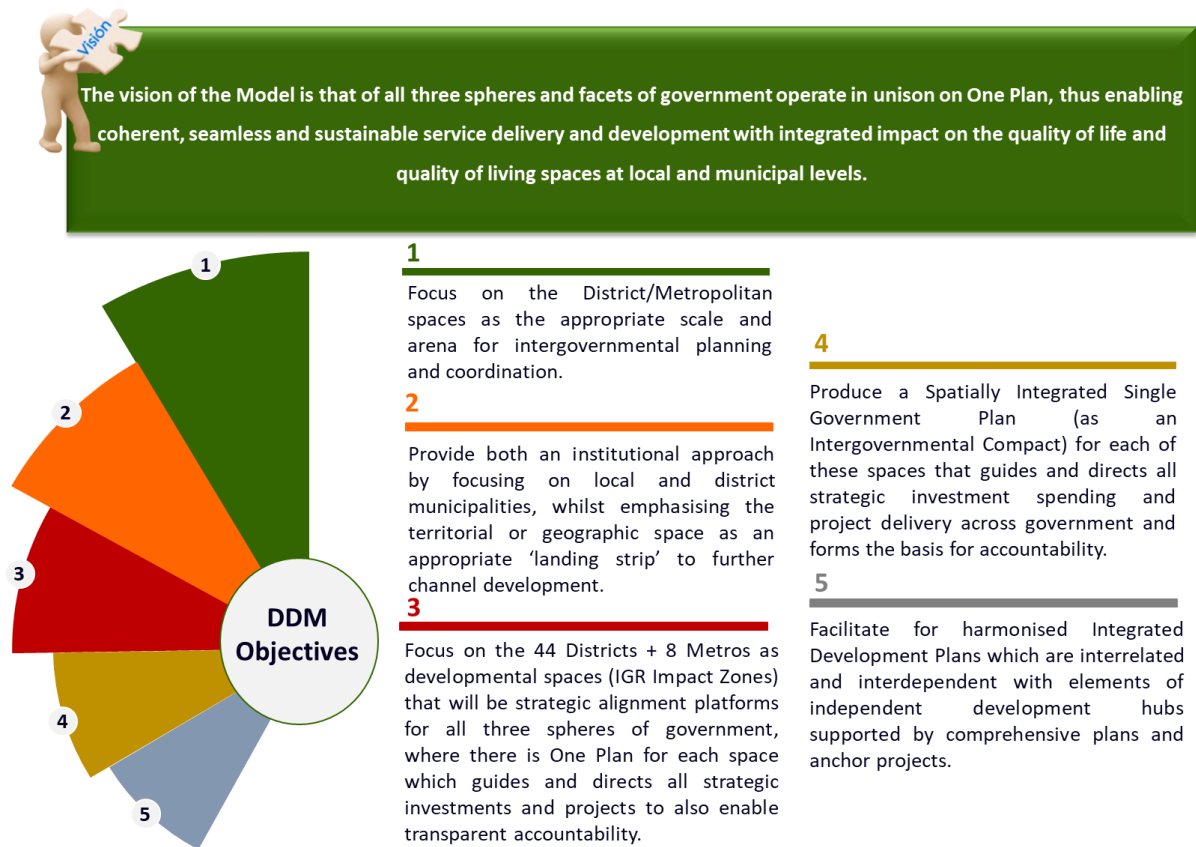 Visión
The vision of the Model is that of all three spheres and facets of government operate in unison on One Plan, thus enabling
coherent, seamless and sustainable service delivery and development with integrated impact on the quality of life and
quality of living spaces at local and municipal levels.
1
2
3
4
5
DDM
Objectives
1
Focus on the District/Metropolitan
spaces as the appropriate scale and
arena for intergovernmental planning
and coordination.
2
Provide both an institutional approach
by focusing on local and district
municipalities, whilst emphasising the
territorial or geographic space as an
appropriate ‘landing strip’ to further
channel development.
3
Focus on the 44 Districts + 8 Metros as
developmental spaces (IGR Impact Zones)
that will be strategic alignment platforms
for all three spheres of government,
where there is One Plan for each space
which guides and directs all strategic
investments and projects to also enable
transparent accountability.
4
Produce a Spatially Integrated Single
Government Plan (as an
Intergovernmental Compact) for each of
these spaces that guides and directs all
strategic investment spending and
project delivery across government and
forms the basis for accountability.
5
Facilitate for harmonised Integrated
Development Plans which are interrelated
and interdependent with elements of
independent development hubs
supported by comprehensive plans and
anchor projects.